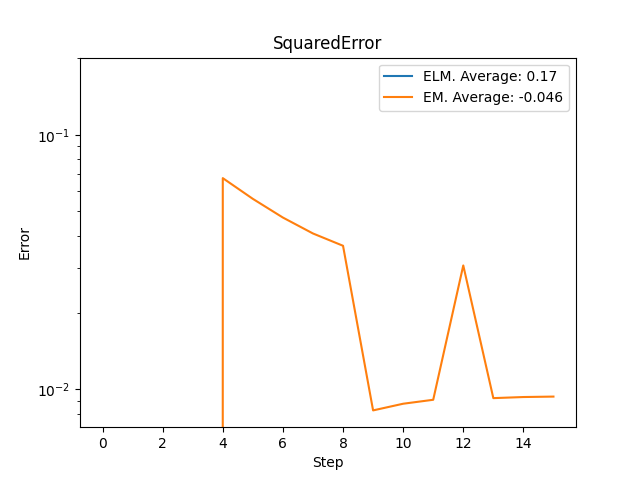 SquaredError
ELM. Average: 0.17
EM. Average: -0.046
10⁻¹
10⁻²
Error
0 2 4 6 8 10 12 14
Step